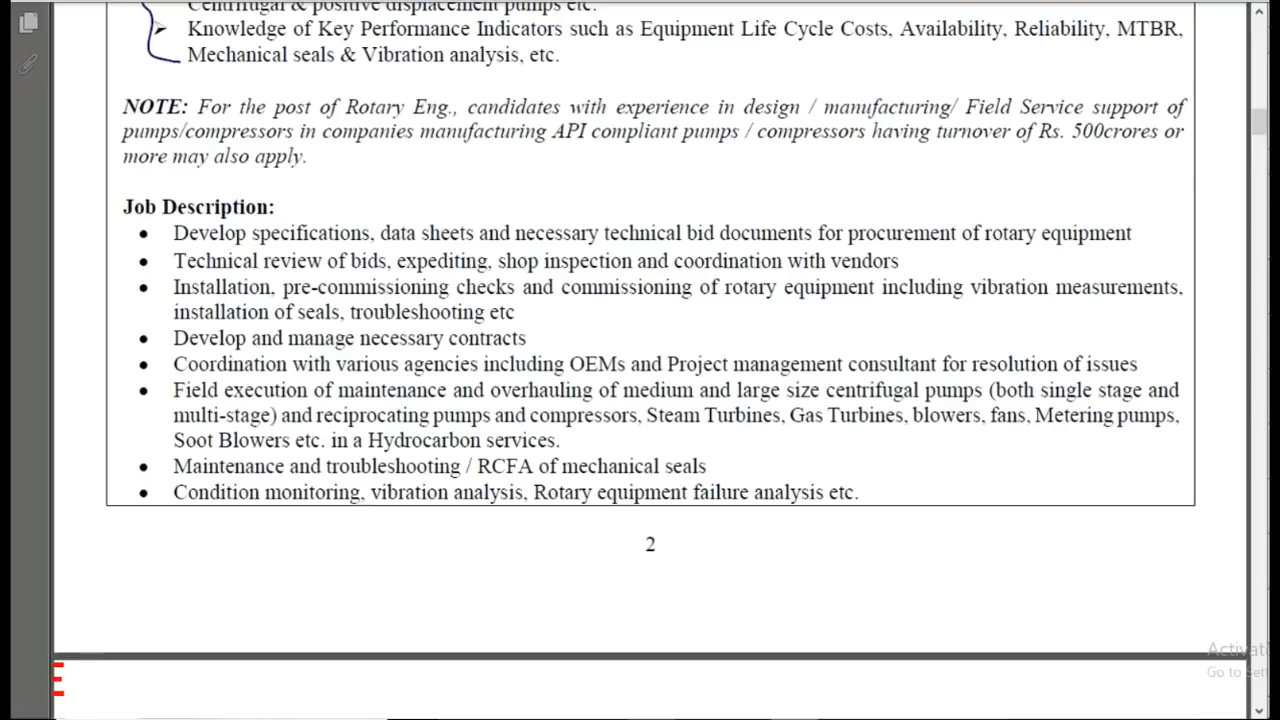 Centrifugal & positive displacement pumps etc.
➢ Knowledge of Key Performance Indicators such as Equipment Life Cycle Costs, Availability, Reliability, MTBR,
Mechanical seals & Vibration analysis, etc.
NOTE: For the post of Rotary Eng., candidates with experience in design / manufacturing/ Field Service support of
pumps/compressors in companies manufacturing API compliant pumps / compressors having turnover of Rs. 500crores or
more may also apply.
Job Description:
• Develop specifications, data sheets and necessary technical bid documents for procurement of rotary equipment
• Technical review of bids, expediting, shop inspection and coordination with vendors
• Installation, pre-commissioning checks and commissioning of rotary equipment including vibration measurements,
installation of seals, troubleshooting etc
• Develop and manage necessary contracts
• Coordination with various agencies including OEMs and Project management consultant for resolution of issues
• Field execution of maintenance and overhauling of medium and large size centrifugal pumps (both single stage and
multi-stage) and reciprocating pumps and compressors, Steam Turbines, Gas Turbines, blowers, fans, Metering pumps,
Soot Blowers etc. in a Hydrocarbon services.
• Maintenance and troubleshooting / RCFA of mechanical seals
• Condition monitoring, vibration analysis, Rotary equipment failure analysis etc.
2
Activat
Go to Sett
E